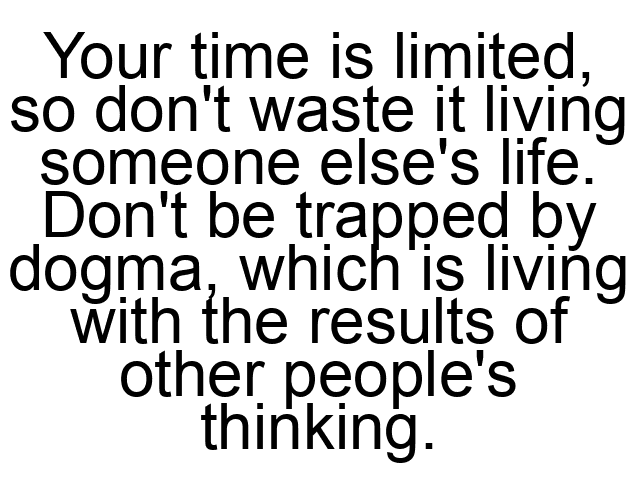 Your time is limited,
so don't waste it living
someone else's life.
Don't be trapped by
dogma, which is living
with the results of
other people's
thinking.